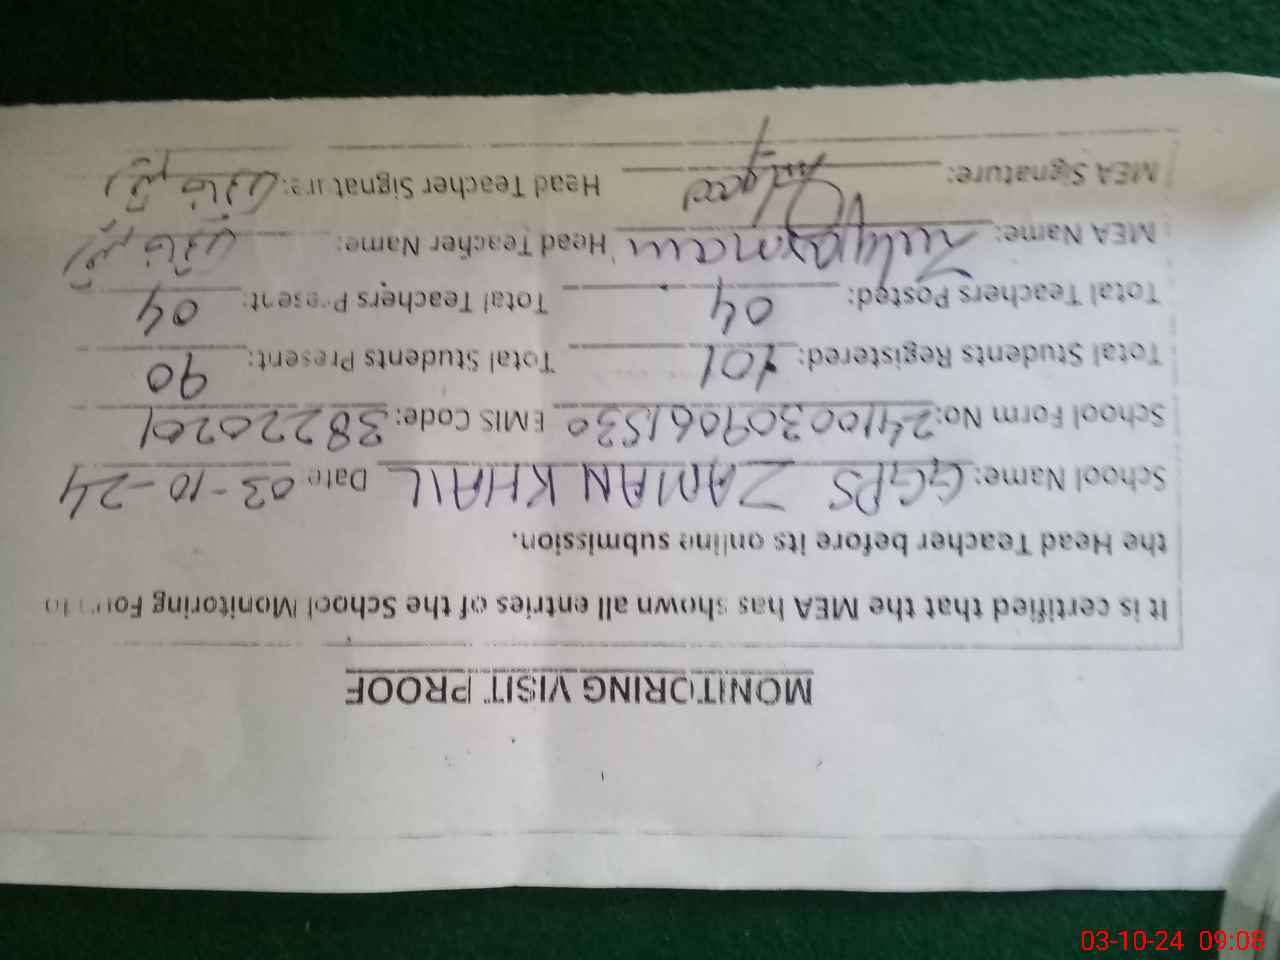 MONITORING VISIT PROOF
It is certified that the MEA has shown all entries of the School Monitoring Form to
the Head Teacher before its online submission.
School Name: GGPS ZAMAN KHAIL Date 03-10-24
School Form No: 24100309061530 EMIS Code: 38220201
Total Students Registered: 101 Total Students Present: 90
Total Teachers Posted: 04 Total Teachers Present: 04
MEA Name: Head Teacher Name:
MEA Signature: Head Teacher Signature:
03-10-24 09:08